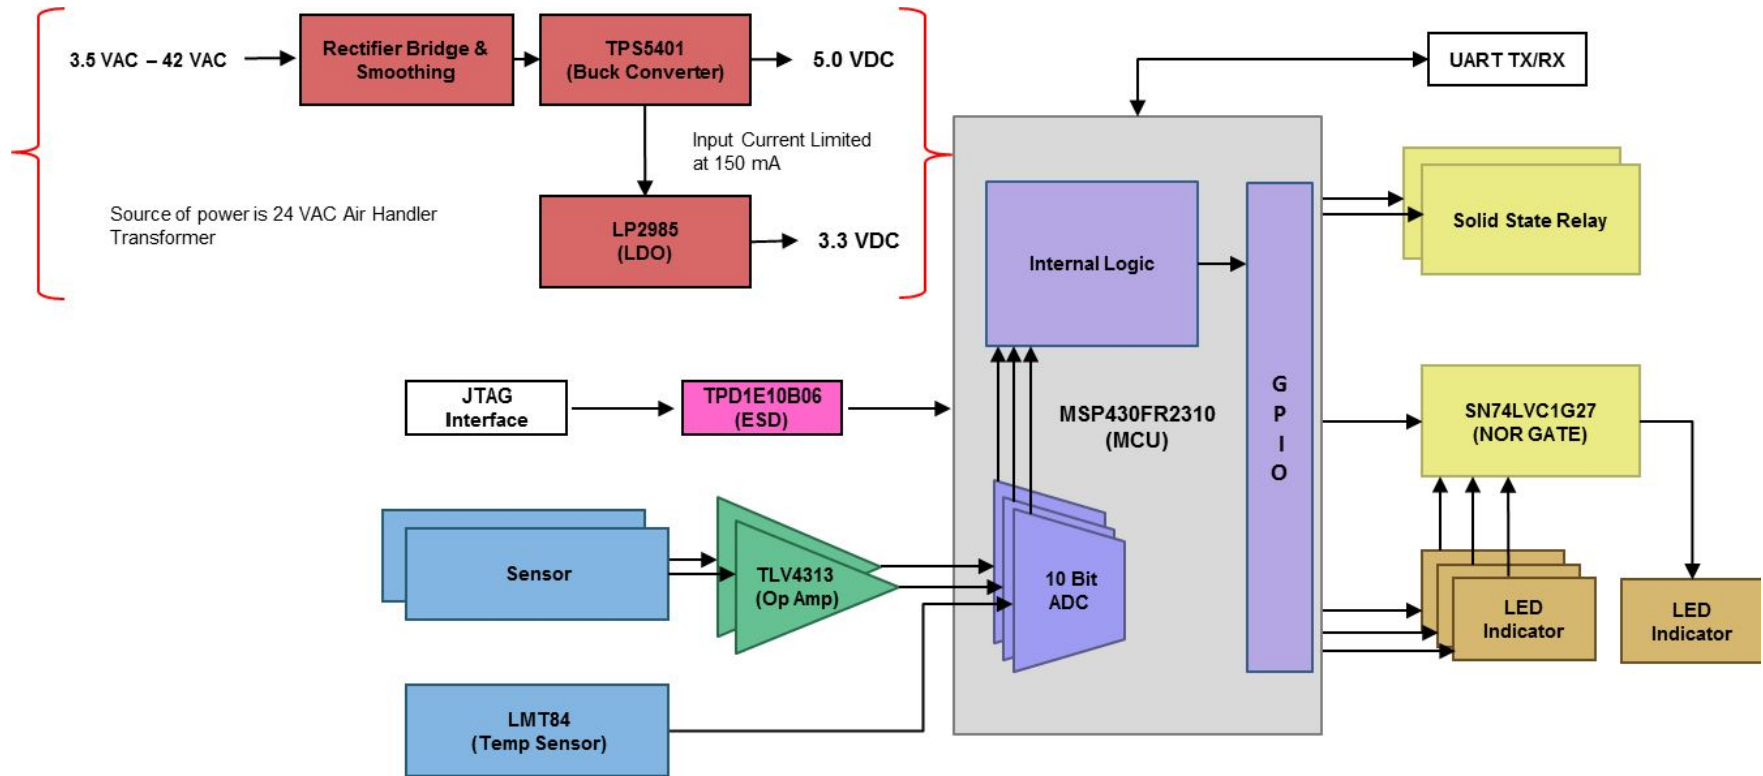 3.5 VAC – 42 VAC
Rectifier Bridge &
Smoothing
TPS5401
(Buck Converter)
5.0 VDC
Input Current Limited
at 150 mA
Source of power is 24 VAC Air Handler
Transformer
LP2985
(LDO)
3.3 VDC
UART TX/RX
Solid State Relay
Internal Logic
G
P
I
O
MSP430FR2310
(MCU)
JTAG
Interface
TPD1E10B06
(ESD)
SN74LVC1G27
(NOR GATE)
Sensor
TLV4313
(Op Amp)
10 Bit
ADC
LED
Indicator
LED
Indicator
LMT84
(Temp Sensor)